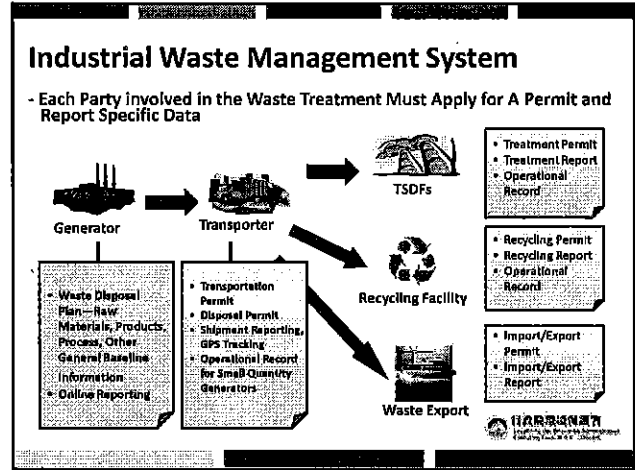 Industrial Waste Management System
- Each Party involved in the Waste Treatment Must Apply for A Permit and
Report Specific Data
Generator
Transporter
TSDFs
• Treatment Permit
• Treatment Report
• Operational
Record
Recycling Facility
• Recycling Permit
• Recycling Report
• Operational
Record
Waste Export
• Import/Export
Permit
• Import/Export
Report
• Waste Disposal
Plan—Raw
Materials, Products,
Process, Other
General Baseline
Information
• Online Reporting
• Transportation
Permit
• Disposal Permit
• Shipment Reporting,
GPS Tracking
• Operational Record
for Small Quantity
Generators